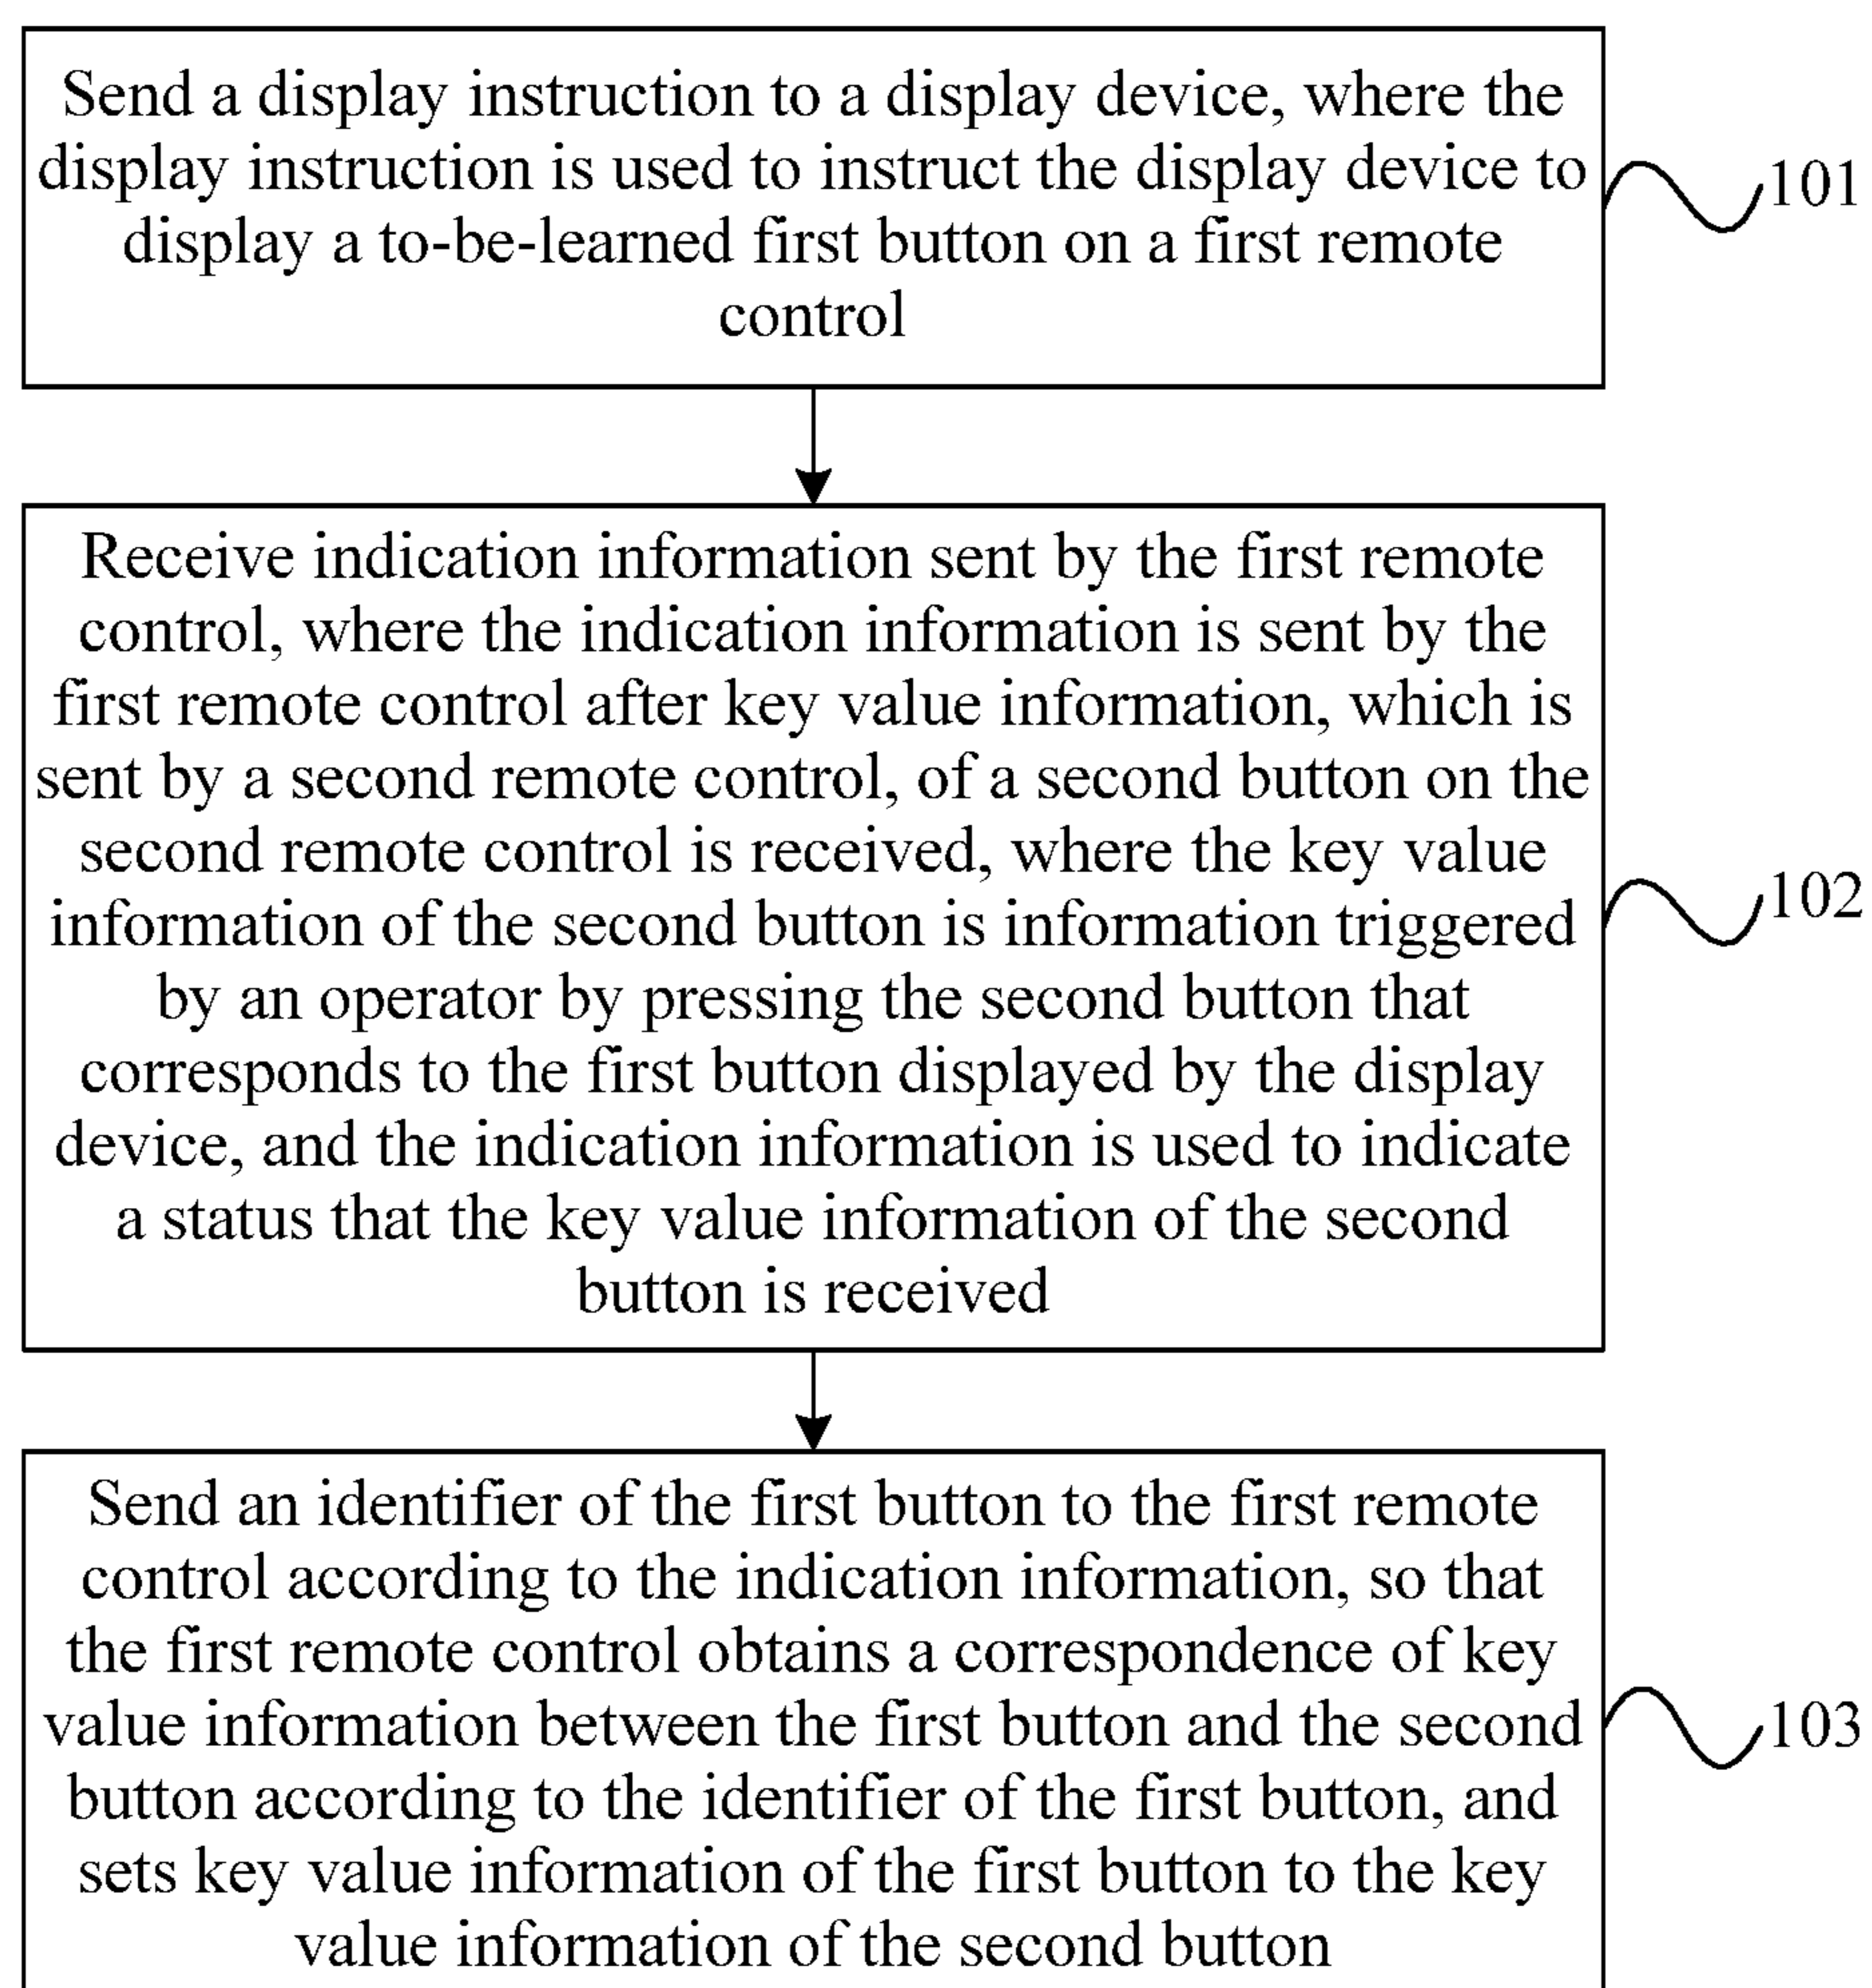 Send a display instruction to a display device, where the
display instruction is used to instruct the display device to
display a to-be-learned first button on a first remote
control
101
Receive indication information sent by the first remote
control, where the indication information is sent by the
first remote control after key value information, which is
sent by a second remote control, of a second button on the
second remote control is received, where the key value
information of the second button is information triggered
by an operator by pressing the second button that
corresponds to the first button displayed by the display
device, and the indication information is used to indicate
a status that the key value information of the second
button is received
102
Send an identifier of the first button to the first remote
control according to the indication information, so that
the first remote control obtains a correspondence of key
value information between the first button and the second
button according to the identifier of the first button, and
sets key value information of the first button to the key
value information of the second button
103